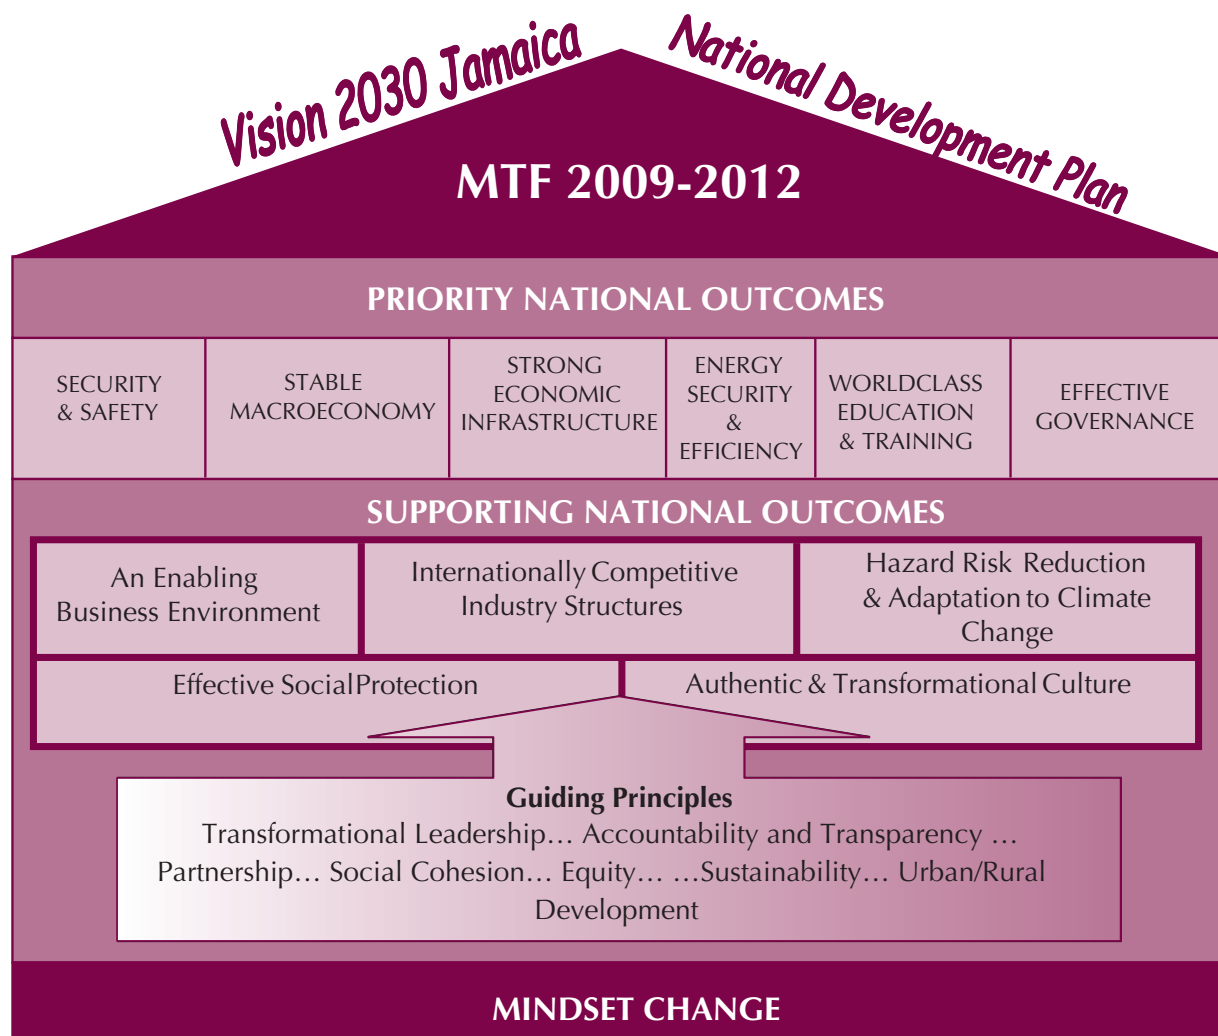 Vision 2030 Jamaica
National Development Plan
MTF 2009-2012
PRIORITY NATIONAL OUTCOMES
SECURITY
& SAFETY
STABLE
MACROECONOMY
STRONG
ECONOMIC
INFRASTRUCTURE
ENERGY
SECURITY
&
EFFICIENCY
WORLDCLASS
EDUCATION
& TRAINING
EFFECTIVE
GOVERNANCE
SUPPORTING NATIONAL OUTCOMES
An Enabling
Business Environment
Internationally Competitive
Industry Structures
Hazard Risk Reduction
& Adaptation to Climate
Change
Effective Social Protection
Authentic & Transformational Culture
Guiding Principles
Transformational Leadership… Accountability and Transparency …
Partnership… Social Cohesion… Equity… …Sustainability… Urban/Rural
Development
MINDSET CHANGE